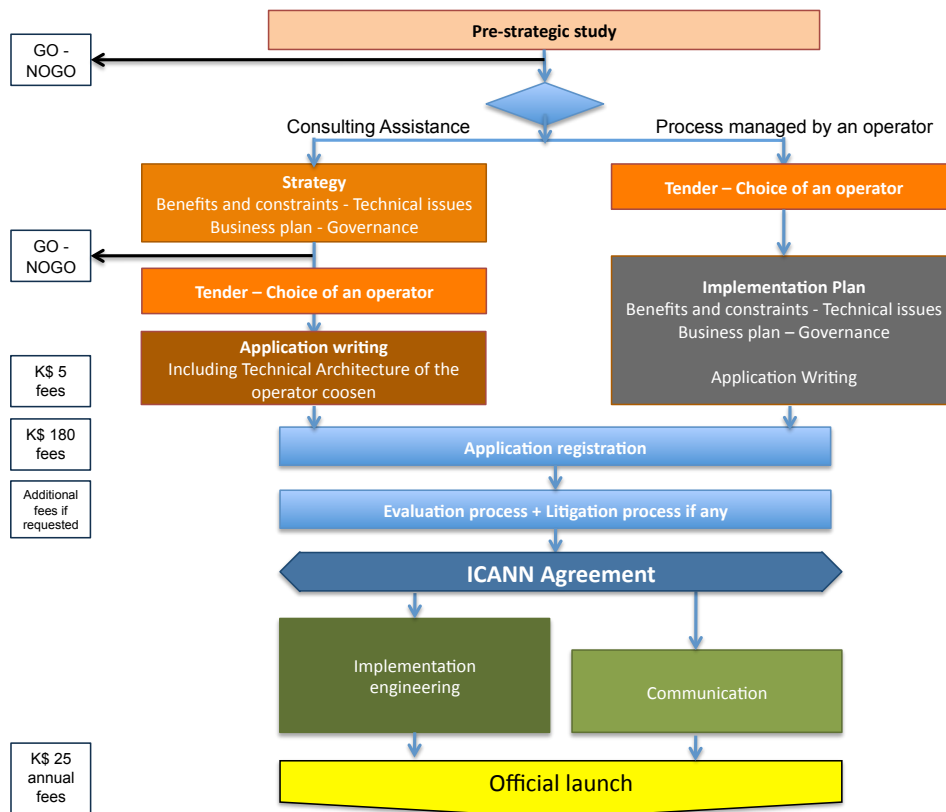 Pre-strategic study
GO -
NOGO
Consulting Assistance
Process managed by an operator
Strategy
Benefits and constraints - Technical issues
Business plan - Governance
Tender – Choice of an operator
GO -
NOGO
Tender – Choice of an operator
Implementation Plan
Benefits and constraints - Technical issues
Business plan – Governance
Application Writing
Application writing
Including Technical Architecture of the
operator coosen
K$ 5
fees
K$ 180
fees
Application registration
Additional
fees if
requested
Evaluation process + Litigation process if any
ICANN Agreement
Implementation
engineering
Communication
K$ 25
annual
fees
Official launch